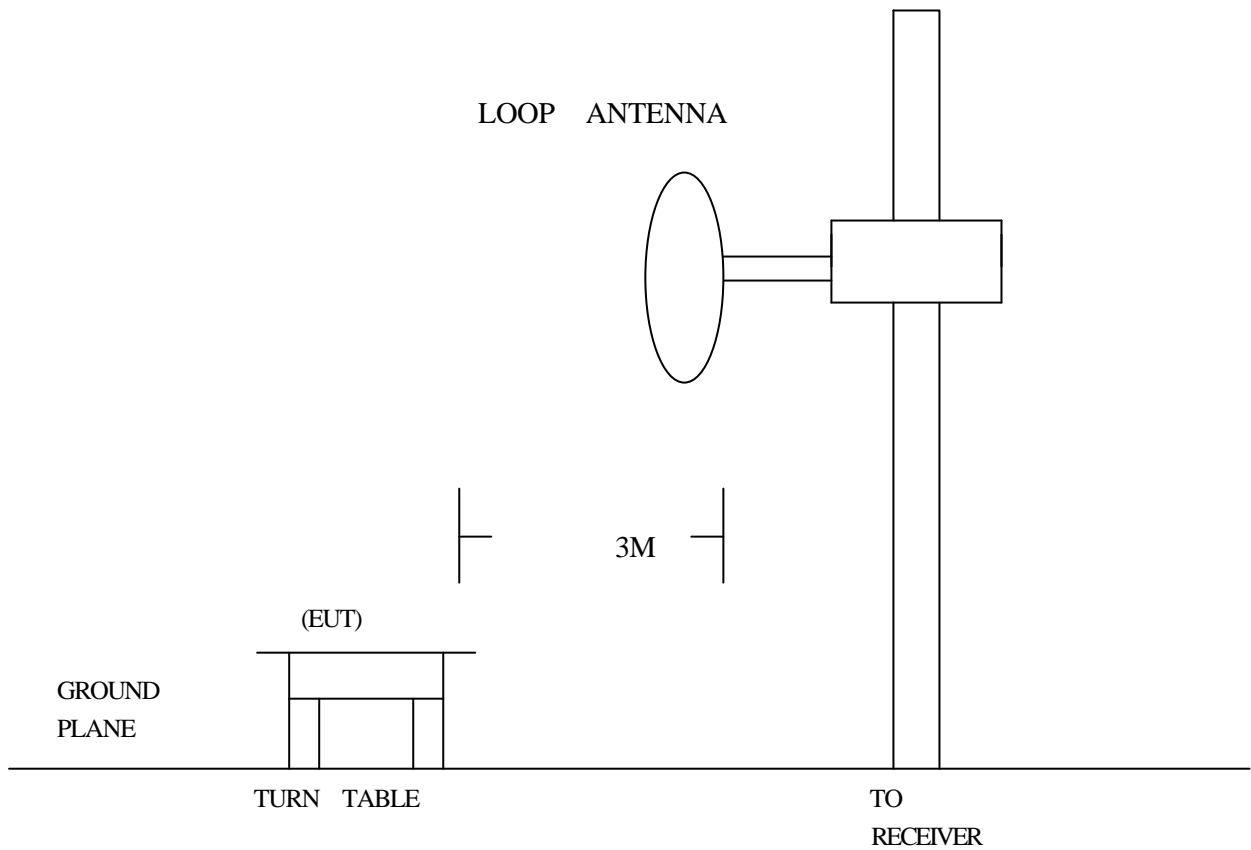 LOOP ANTENNA
3M
(EUT)
GROUND
PLANE
TURN TABLE
TO
RECEIVER